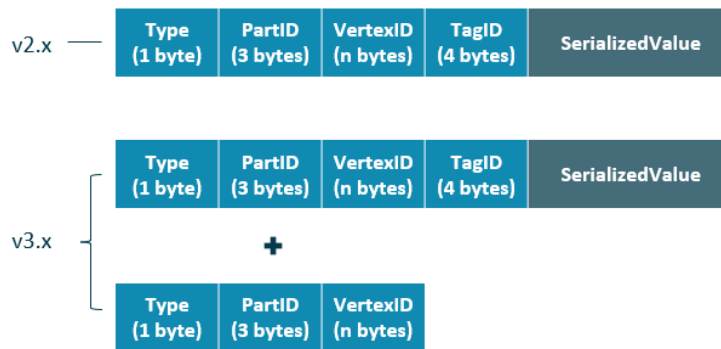 v2.x
Type PartID VertexID TagID SerializedValue
(1 byte) (3 bytes) (n bytes) (4 bytes)
v3.x
Type PartID VertexID TagID SerializedValue
(1 byte) (3 bytes) (n bytes) (4 bytes)
+
Type PartID VertexID
(1 byte) (3 bytes) (n bytes)